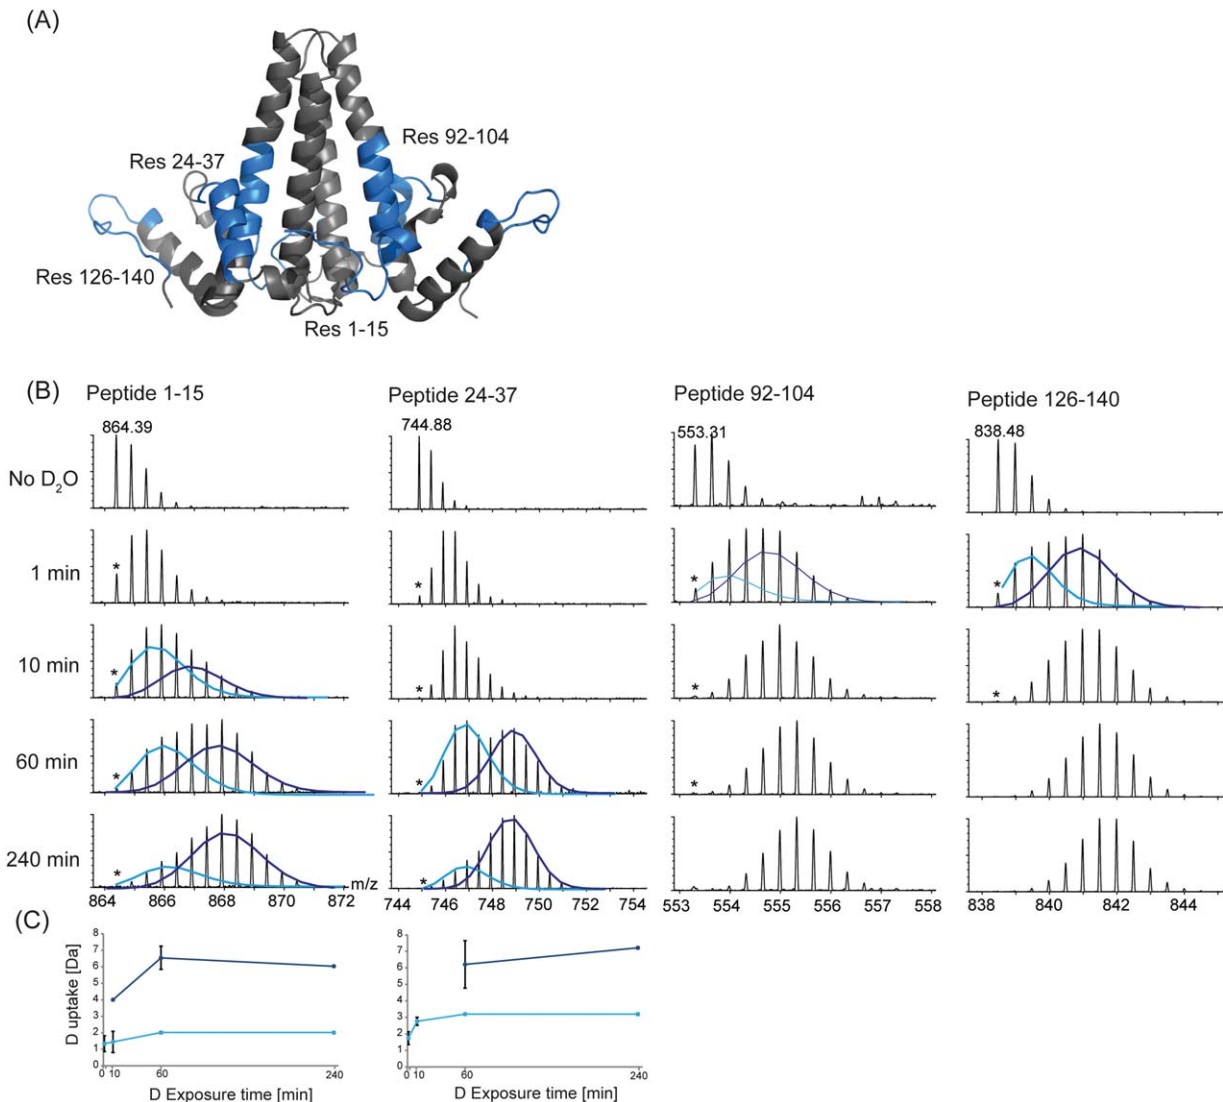 (A)
Res 92-104
Res 24-37
Res 126-140
Res 1-15
(B)
Peptide 1-15 Peptide 24-37 Peptide 92-104 Peptide 126-140
864.39 744.88 553.31 838.48
No D₂O
1 min
* * * *
10 min
* * * *
60 min
* * *
240 min
* *
m/z
864 866 868 870 872 744 746 748 750 752 754 553 554 555 556 557 558 838 840 842 844
(C)
D uptake [Da]
8 8
7 7
6 6
5 5
4 4
3 3
2 2
1 1
0 0
0 10 60 240 0 10 60 240
D Exposure time [min] D Exposure time [min]